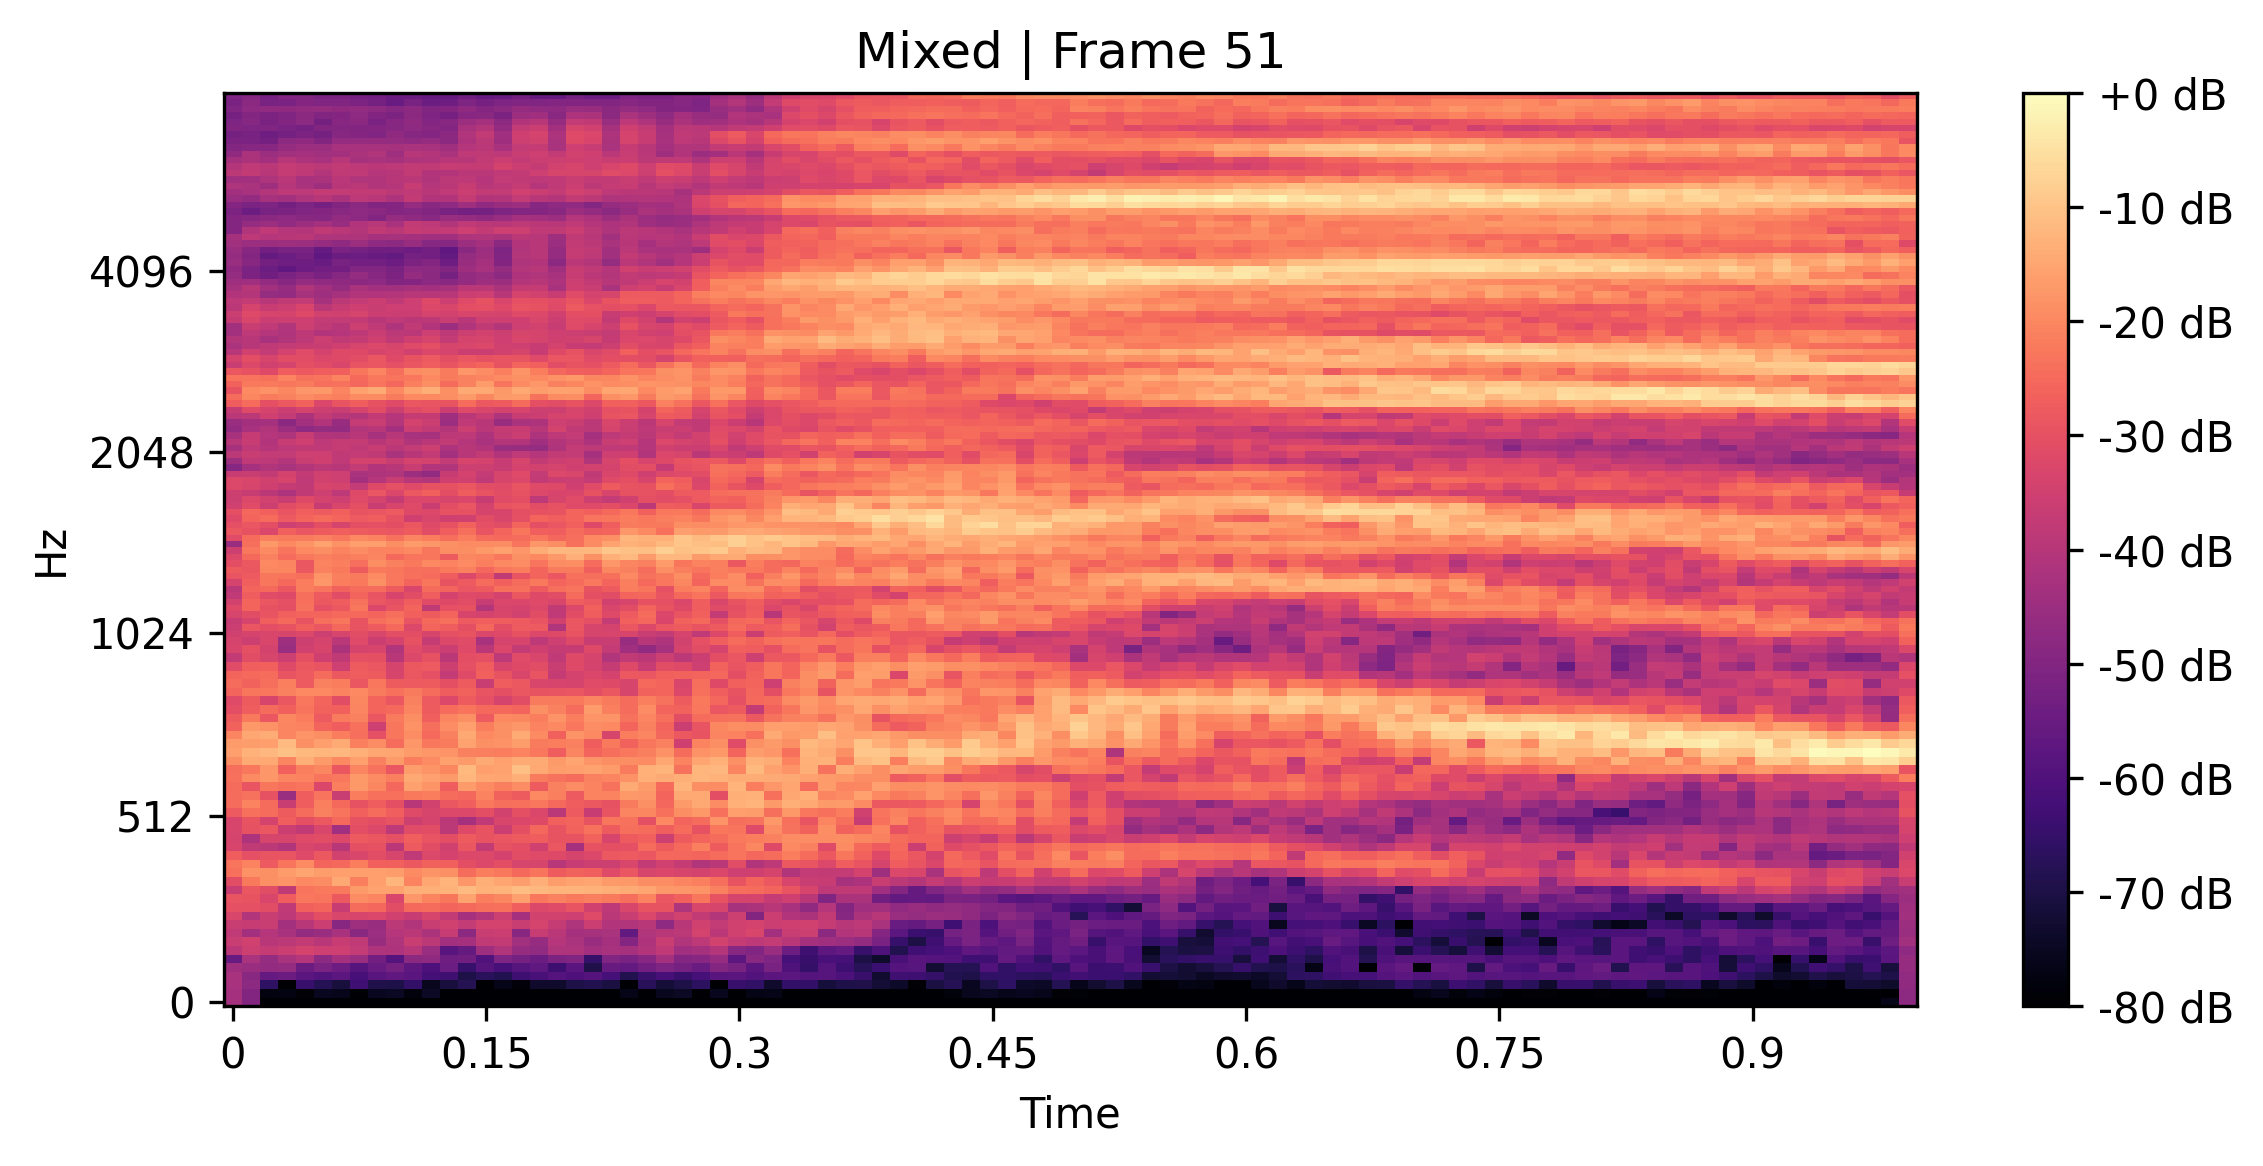 Mixed | Frame 51
+0 dB
-10 dB
-20 dB
-30 dB
-40 dB
-50 dB
-60 dB
-70 dB
-80 dB
Hz
4096
2048
1024
512
0
0 0.15 0.3 0.45 0.6 0.75 0.9
Time